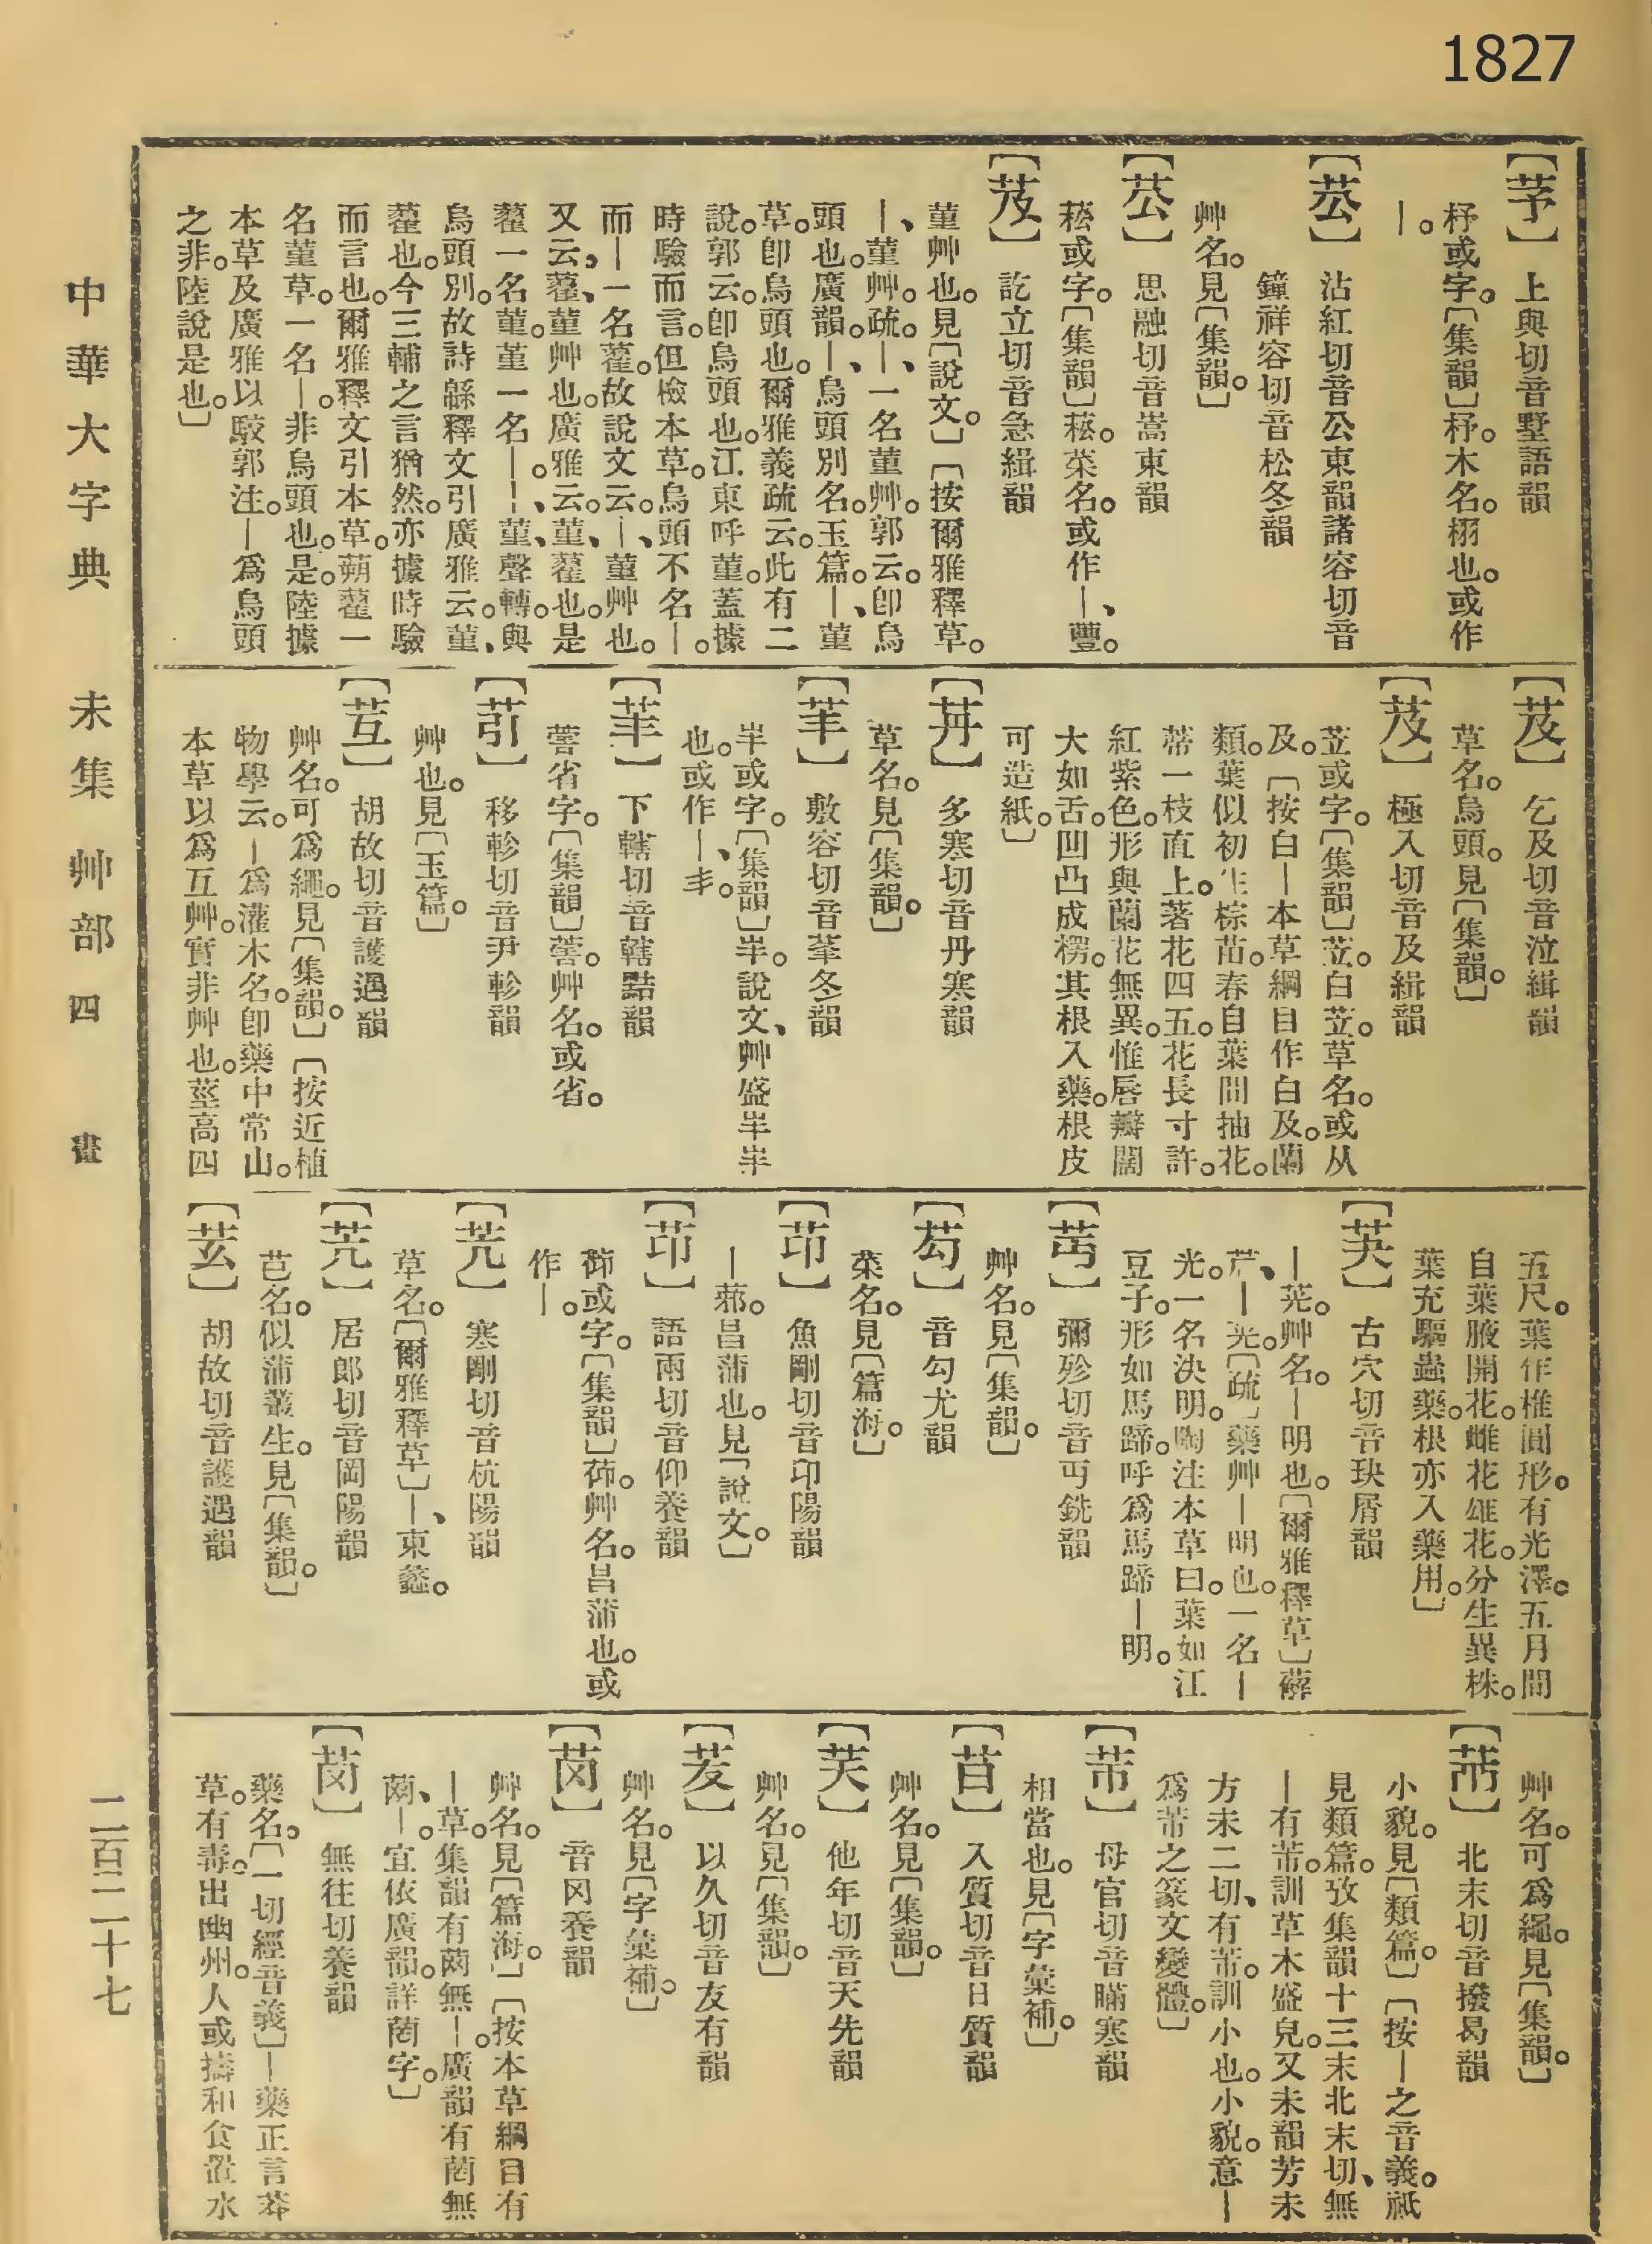 1827
【芧】上與切音墅語韻
杼或字。〔集韻〕杼。木名。栩也。或作
—。
【苁】沽紅切音公東韻諸容切音
鐘祥容切音松冬韻
艸名。見〔集韻。〕
【苁】思融切音嵩東韻
菘或字。〔集韻〕菘。菜名。或作—、蘴。
【芨】訖立切音急緝韻
菫艸也。見〔說文。〕〔按爾雅釋草。
—、菫艸。疏。—、一名菫艸。郭云。卽烏
頭也。廣韻。—、烏頭別名。玉篇。—、菫
草。卽烏頭也。爾雅義疏云。此有二
說。郭云。卽烏頭也。江東呼菫。蓋據
時驗而言。但檢本草。烏頭不名—。
而—一名藋。故說文云。—、菫艸也。
又云、藋、菫艸也。廣雅云。菫、藋也。是
藋一名菫。菫一名—。—、菫、聲轉。與
烏頭別。故詩緜釋文引廣雅云。菫、
藋也。今三輔之言猶然。亦據時驗
而言也。爾雅釋文引本草。蒴藋一
名菫草。一名—。非烏頭也。是陸據
本草及廣雅以駮郭注。—爲烏頭
之非。陸說是也。〕
【芨】乞及切音泣緝韻
草名。烏頭。見〔集韻。〕
【芨】極入切音及緝韻
苙或字。〔集韻〕苙。白苙。草名。或从
及。〔按白—本草綱目作白及。蘭
類。葉似初生棕苗。春自葉間抽花。
蔕一枝直上。著花四五。花長寸許。
紅紫色。形與蘭花無異。惟唇瓣闊
大如舌。凹凸成楞。其根入藥。根皮
可造紙。〕
【𦬸】多寒切音丹寒韻
草名。見〔集韻。〕
【芈】敷容切音峯冬韻
丰或字。〔集韻〕丰。說文、艸盛丰丰
也。或作—、丯。
【芈】下轄切音轄黠韻
𦽅省字。〔集韻〕𦽅。艸名。或省。
【𦬺】移軫切音尹軫韻
艸也。見〔玉篇。〕
【苀】胡故切音護遇韻
艸名。可爲繩。見〔集韻。〕〔按近植
物學云。—爲灌木名。卽藥中常山。
本草以爲互艸。實非艸也。莖高四
五尺。葉作橢圓形。有光澤。五月間
自葉腋開花。雌花雄花。分生異株。
葉充驅蟲藥。根亦入藥用。〕
【芵】古穴切音玦屑韻
—茪。艸名。—明也。〔爾雅釋草〕薢
茩、—茪。〔疏〕藥艸—明也。一名—
光。一名決明。陶注本草曰。葉如江
豆子。形如馬蹄。呼爲馬蹄—明。
【芇】彌殄切音丏銑韻
艸名。見〔集韻。〕
【芶】音勾尤韻
菜名。見〔篇海。〕
【茚】魚剛切音卬陽韻
—䓲。昌蒲也。見〔說文。〕
【茚】語兩切音仰養韻
䒢或字。〔集韻〕䒢。艸名。昌蒲也。或
作—。
【苀】寒剛切音杭陽韻
草名。〔爾雅釋草〕—、東蠡。
【苀】居郎切音岡陽韻
芭名。似蒲叢生。見〔集韻。〕
【芐】胡故切音護遇韻
艸名。可爲繩。見〔集韻。〕
【芾】北末切音撥曷韻
小貌。見〔類篇。〕〔按—之音義。祗
見類篇。攷集韻十三末北末切、無
—有芾。訓草木盛皃。又未韻芳未
方未二切、有芾。訓小也。小貌。意—
爲芾之篆文變體。〕
【䒥】母官切音瞞寒韻
相當也。見〔字彙補。〕
【苜】入質切音日質韻
艸名。見〔集韻。〕
【芺】他年切音天先韻
艸名。見〔集韻。〕
【苃】以久切音友有韻
艸名。見〔字彙補。〕
【𦬆】音罔養韻
艸名。見〔篇海。〕〔按本草綱目有
—草。集韻有䒽無—。廣韻有菵無
䒽、—。宜依廣韻。詳菵字。〕
【𦬆】無往切養韻
藥名。〔一切經音義〕—藥正言莽
草。有毒。出幽州。人或擣和食置水
中華大字典　未集　艸部　四　畫
二百二十七